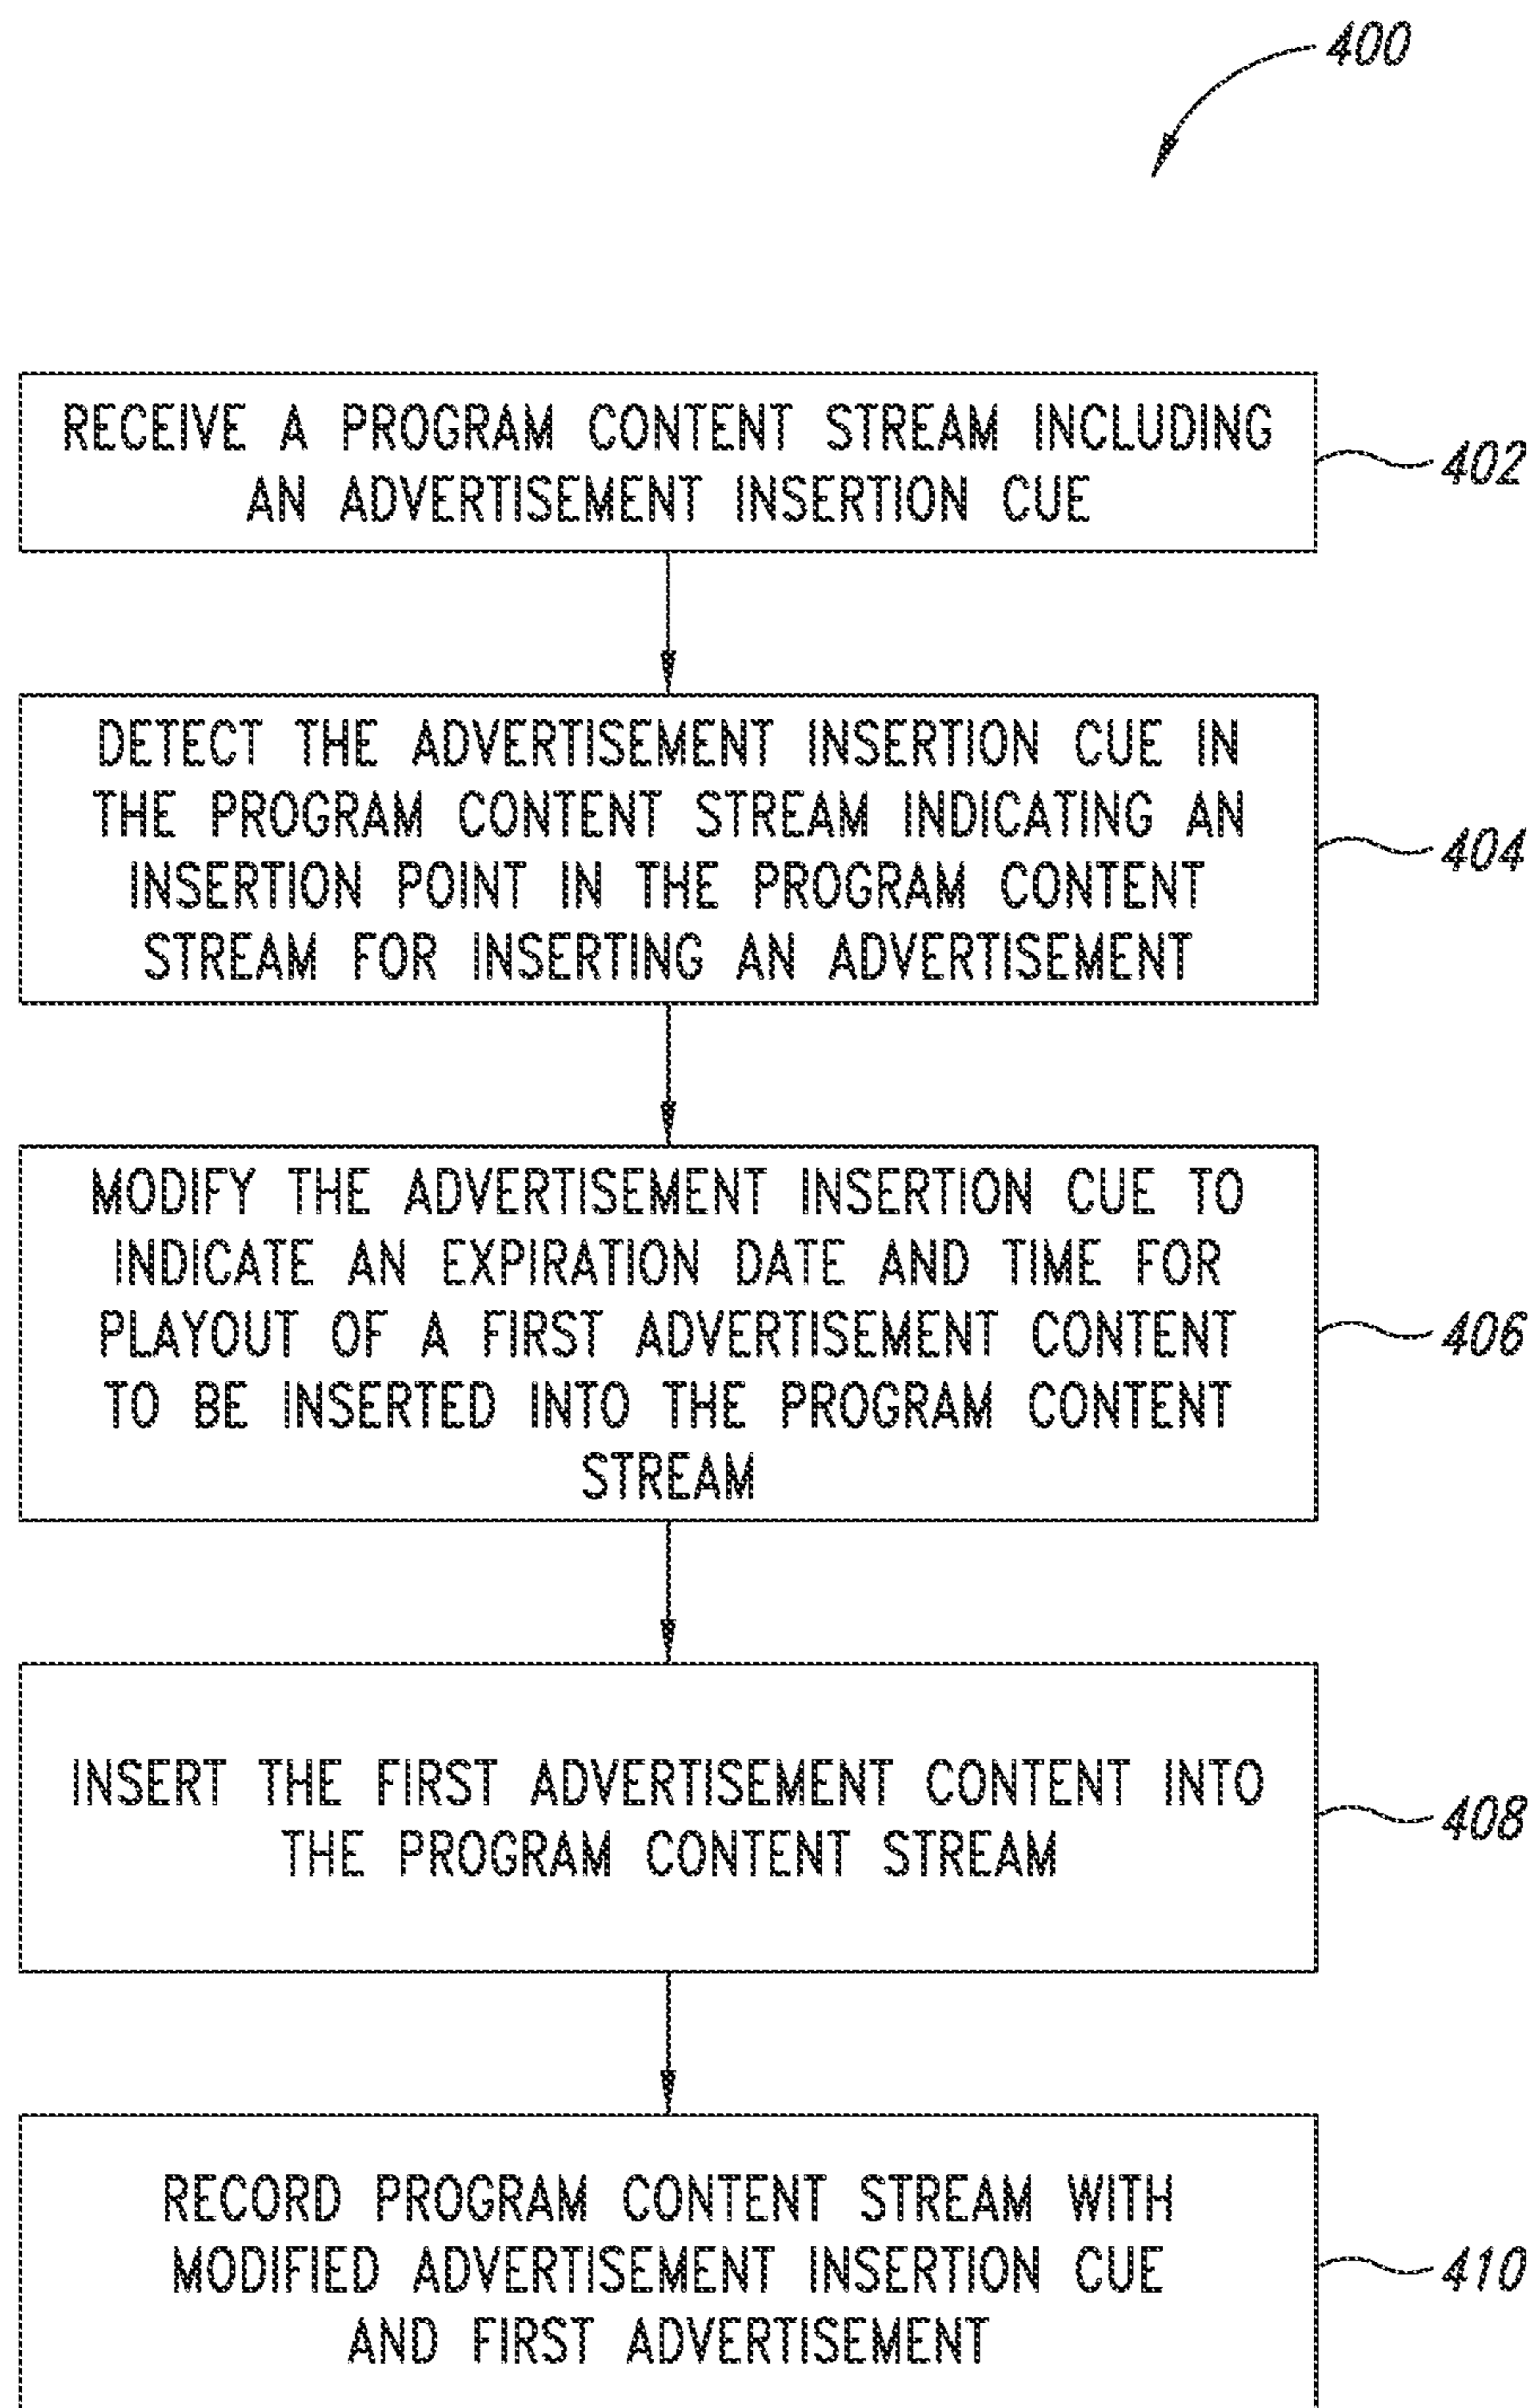 400
RECEIVE A PROGRAM CONTENT STREAM INCLUDING
AN ADVERTISEMENT INSERTION CUE
402
DETECT THE ADVERTISEMENT INSERTION CUE IN
THE PROGRAM CONTENT STREAM INDICATING AN
INSERTION POINT IN THE PROGRAM CONTENT
STREAM FOR INSERTING AN ADVERTISEMENT
404
MODIFY THE ADVERTISEMENT INSERTION CUE TO
INDICATE AN EXPIRATION DATE AND TIME FOR
PLAYOUT OF A FIRST ADVERTISEMENT CONTENT
TO BE INSERTED INTO THE PROGRAM CONTENT
STREAM
406
INSERT THE FIRST ADVERTISEMENT CONTENT INTO
THE PROGRAM CONTENT STREAM
408
RECORD PROGRAM CONTENT STREAM WITH
MODIFIED ADVERTISEMENT INSERTION CUE
AND FIRST ADVERTISEMENT
410